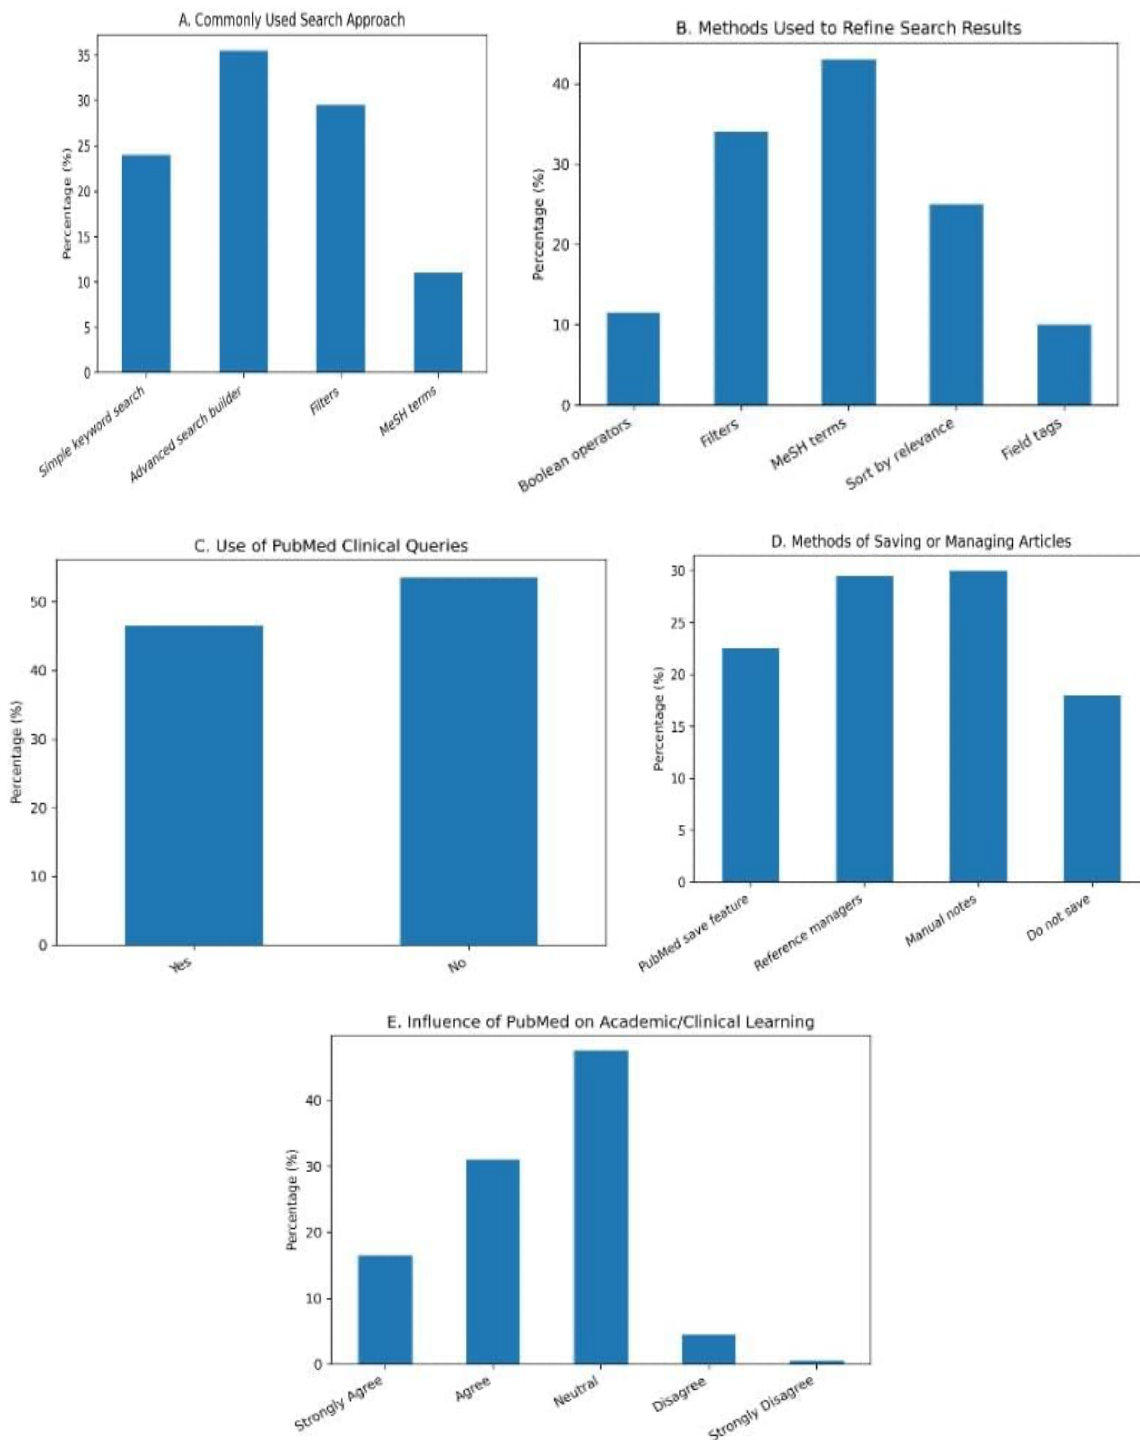 A. Commonly Used Search Approach
Percentage (%)
35
30
25
20
15
10
5
0
Simple keyword search
Advanced search builder
Filters
MeSH terms
B. Methods Used to Refine Search Results
Percentage (%)
40
30
20
10
0
Boolean operators
Filters
MeSH terms
Sort by relevance
Field tags
C. Use of PubMed Clinical Queries
Percentage (%)
50
40
30
20
10
0
Yes
No
D. Methods of Saving or Managing Articles
Percentage (%)
30
25
20
15
10
5
0
PubMed save feature
Reference managers
Manual notes
Do not save
E. Influence of PubMed on Academic/Clinical Learning
Percentage (%)
40
30
20
10
0
Strongly Agree
Agree
Neutral
Disagree
Strongly Disagree